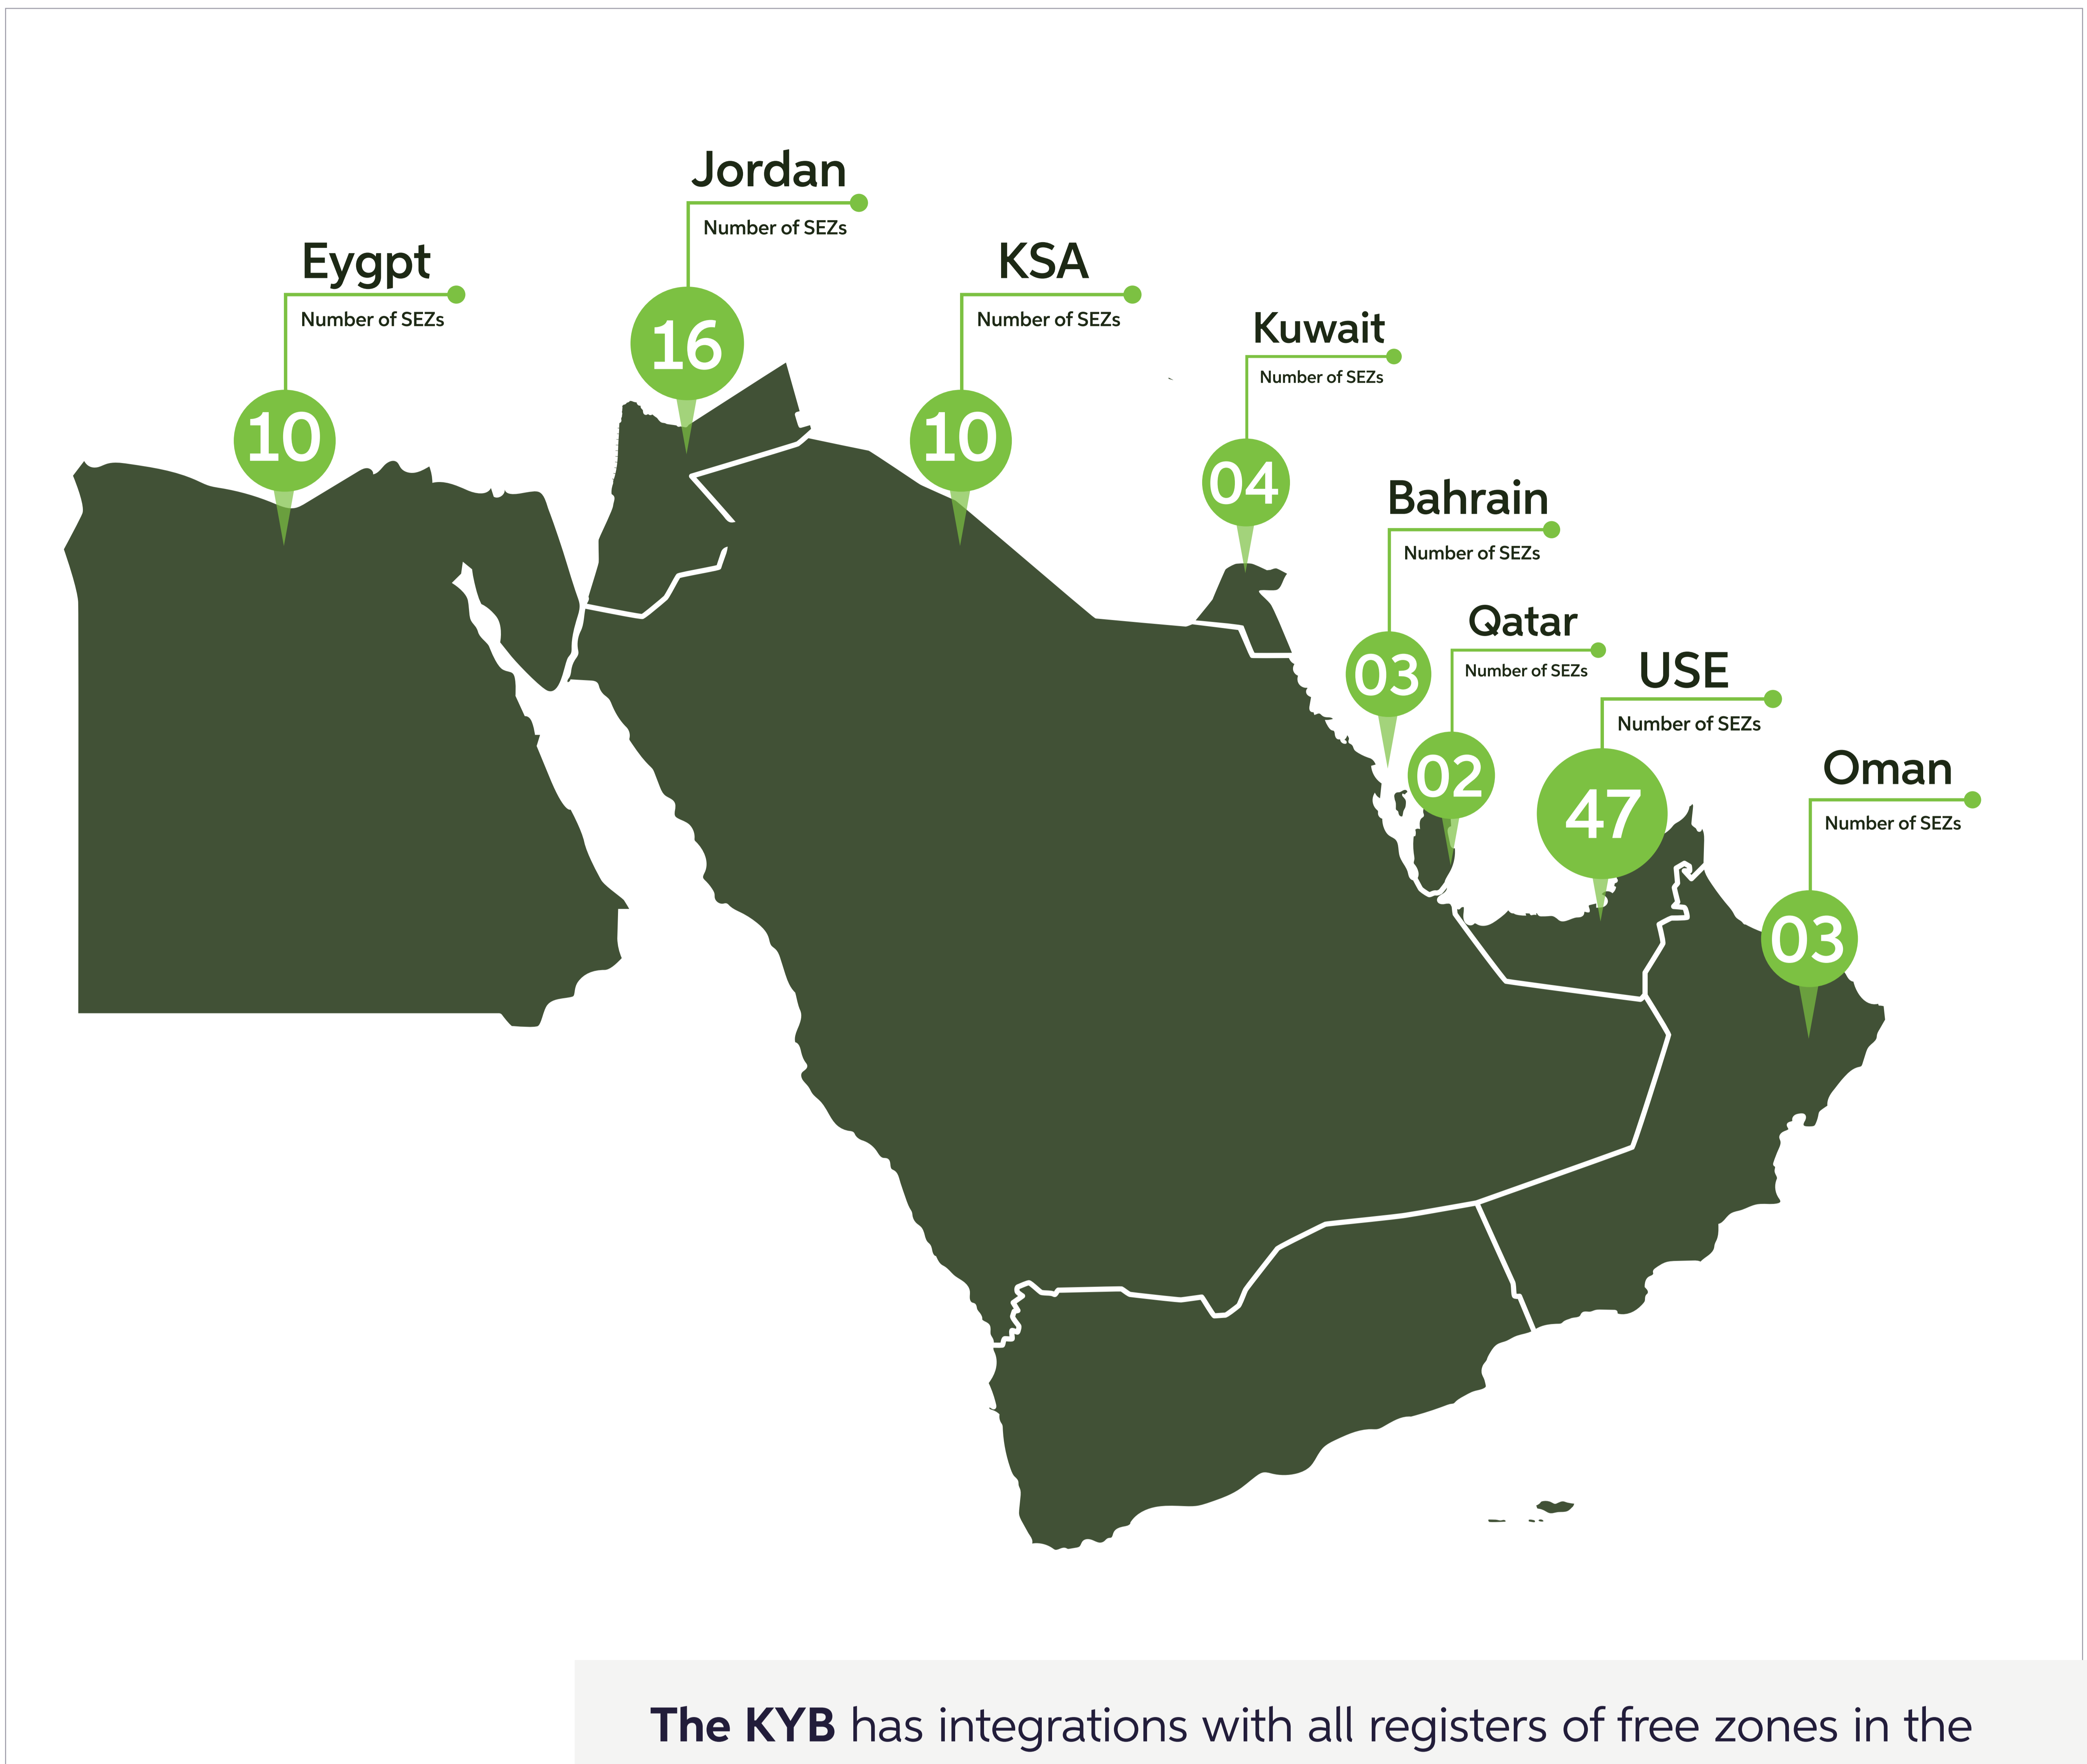 Jordan
Number of SEZs
16
Eygpt
Number of SEZs
10
KSA
Number of SEZs
10
Kuwait
Number of SEZs
04
Bahrain
Number of SEZs
03
Qatar
Number of SEZs
02
USE
Number of SEZs
47
Oman
Number of SEZs
03
The KYB has integrations with all registers of free zones in the